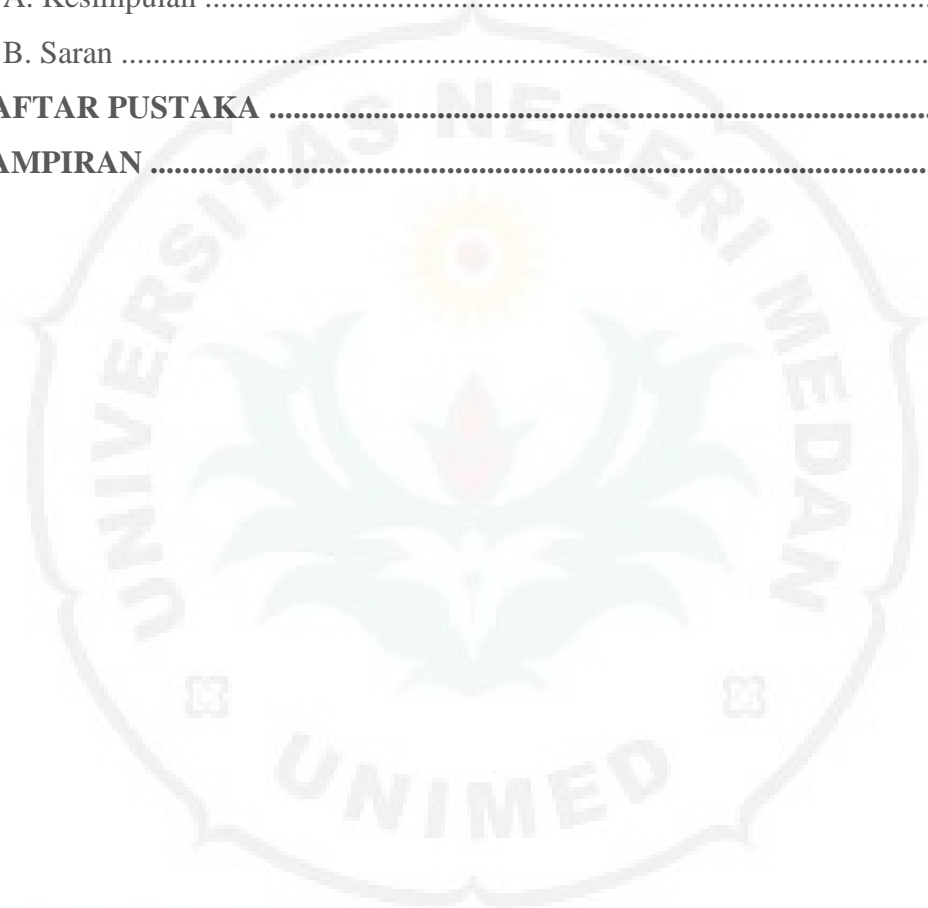 A. Kesimpulan ................................................................................................
B. Saran ................................................................................................
AFTAR PUSTAKA ................................................................................................
AMPIRAN ................................................................................................
UNIVERSITAS NEGERI MEDAN
UNIMED